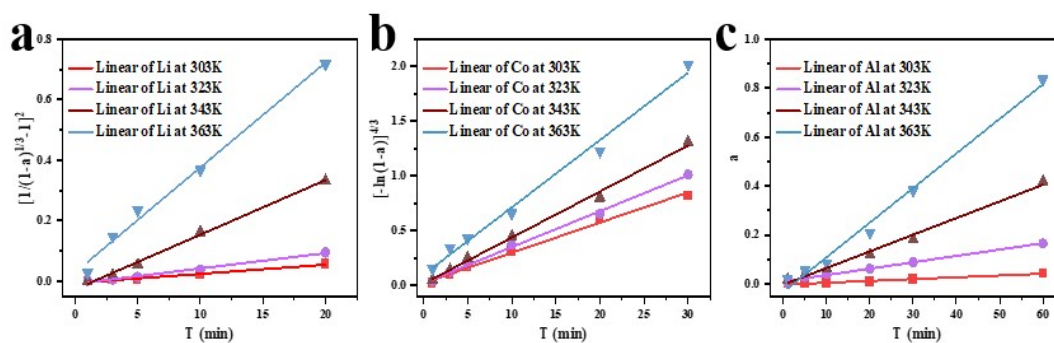 a
[1/(1-a)^1/3-1]^2
0.8
0.6
0.4
0.2
0.0
Linear of Li at 303K
Linear of Li at 323K
Linear of Li at 343K
Linear of Li at 363K
0 5 10 15 20
T (min)
b
[-ln(1-a)]^4/3
2.0
1.5
1.0
0.5
0.0
Linear of Co at 303K
Linear of Co at 323K
Linear of Co at 343K
Linear of Co at 363K
0 5 10 15 20 25 30
T (min)
c
a
1.0
0.8
0.6
0.4
0.2
0.0
Linear of Al at 303K
Linear of Al at 323K
Linear of Al at 343K
Linear of Al at 363K
0 10 20 30 40 50 60
T (min)